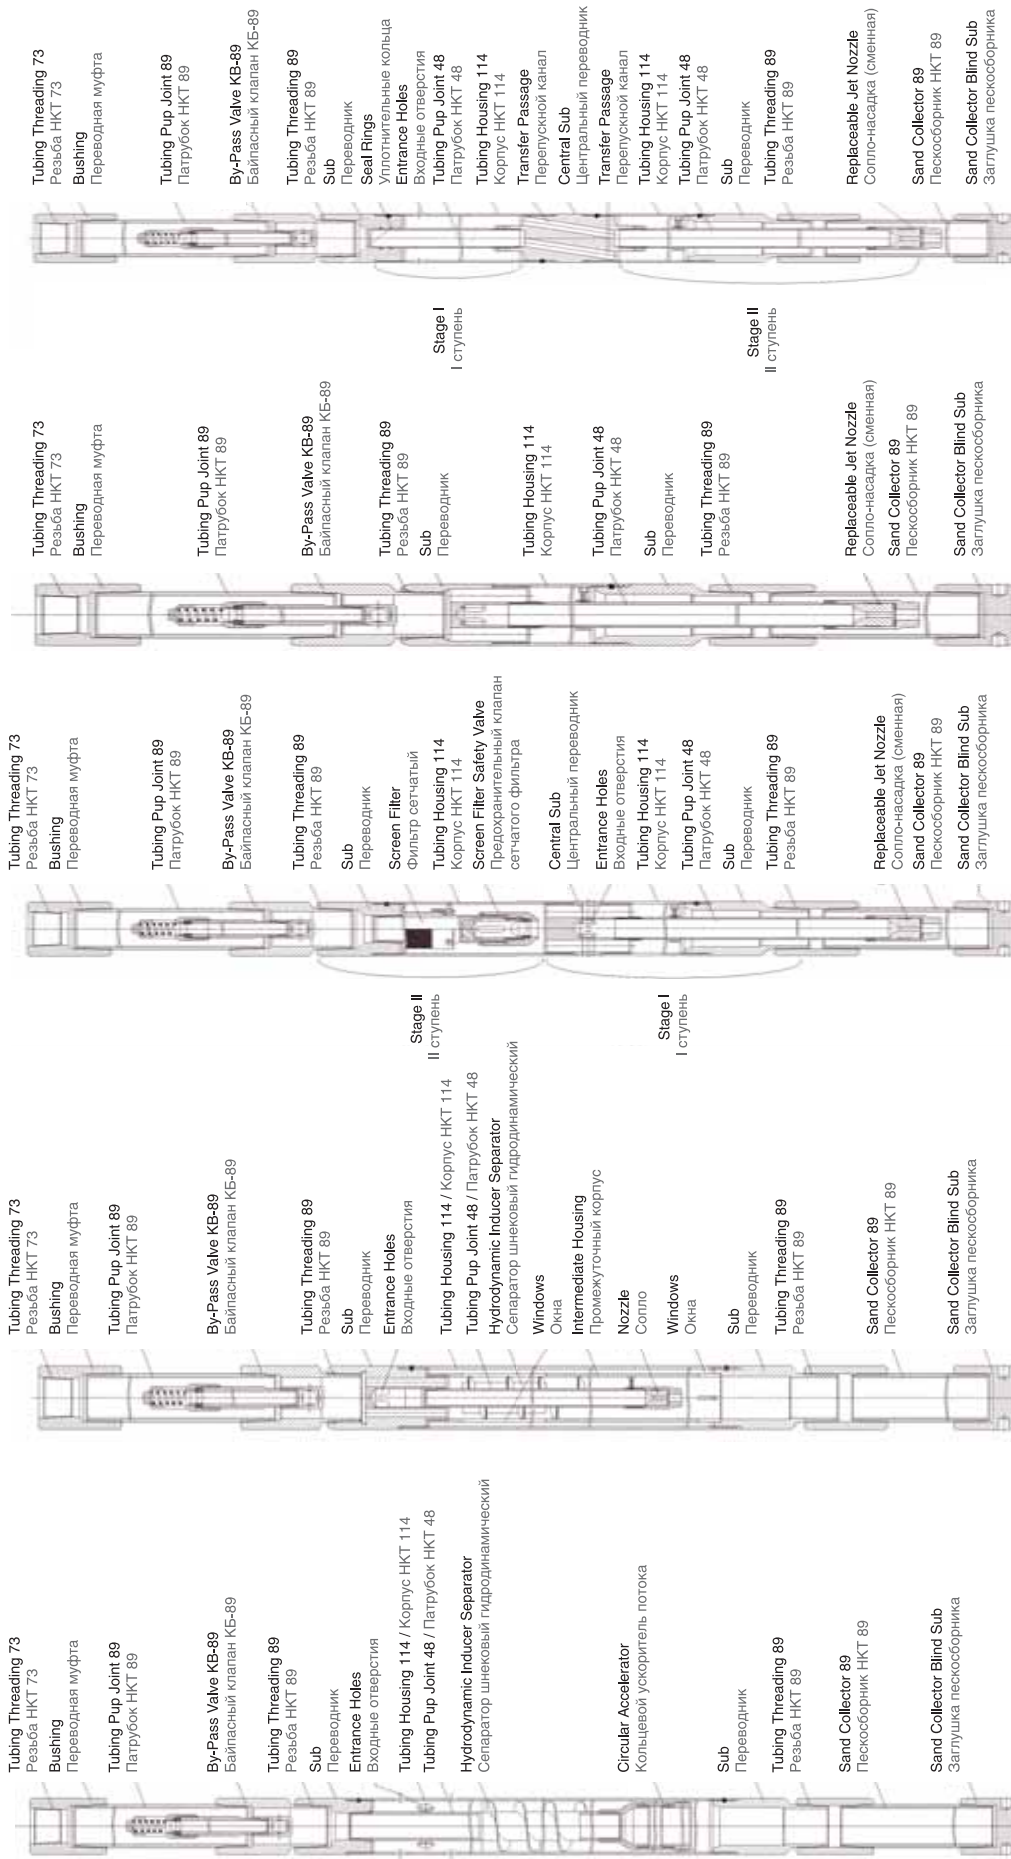 Tubing Threading 73
Резьба НКТ 73
Bushing
Переводная муфта
Tubing Pup Joint 89
Патрубок НКТ 89
By-Pass Valve KB-89
Байпасный клапан КБ-89
Tubing Threading 89
Резьба НКТ 89
Sub
Переводник
Seal Rings
Уплотнительные кольца
Entrance Holes
Входные отверстия
Tubing Pup Joint 48
Патрубок НКТ 48
Tubing Housing 114
Корпус НКТ 114
Transfer Passage
Перепускной канал
Central Sub
Центральный переводник
Transfer Passage
Перепускной канал
Tubing Housing 114
Корпус НКТ 114
Tubing Pup Joint 48
Патрубок НКТ 48
Sub
Переводник
Tubing Threading 89
Резьба НКТ 89
Replaceable Jet Nozzle
Сопло-насадка (сменная)
Sand Collector 89
Пескосборник НКТ 89
Sand Collector Blind Sub
Заглушка пескосборника
Stage I
I ступень
Stage II
II ступень
Tubing Threading 73
Резьба НКТ 73
Bushing
Переводная муфта
Tubing Pup Joint 89
Патрубок НКТ 89
By-Pass Valve KB-89
Байпасный клапан КБ-89
Tubing Threading 89
Резьба НКТ 89
Sub
Переводник
Tubing Housing 114
Корпус НКТ 114
Tubing Pup Joint 48
Патрубок НКТ 48
Sub
Переводник
Tubing Threading 89
Резьба НКТ 89
Replaceable Jet Nozzle
Сопло-насадка (сменная)
Sand Collector 89
Пескосборник НКТ 89
Sand Collector Blind Sub
Заглушка пескосборника
Tubing Threading 73
Резьба НКТ 73
Bushing
Переводная муфта
Tubing Pup Joint 89
Патрубок НКТ 89
By-Pass Valve KB-89
Байпасный клапан КБ-89
Tubing Threading 89
Резьба НКТ 89
Sub
Переводник
Screen Filter
Фильтр сетчатый
Tubing Housing 114
Корпус НКТ 114
Screen Filter Safety Valve
Предохранительный клапан
сетчатого фильтра
Central Sub
Центральный переводник
Entrance Holes
Входные отверстия
Tubing Housing 114
Корпус НКТ 114
Tubing Pup Joint 48
Патрубок НКТ 48
Sub
Переводник
Tubing Threading 89
Резьба НКТ 89
Replaceable Jet Nozzle
Сопло-насадка (сменная)
Sand Collector 89
Пескосборник НКТ 89
Sand Collector Blind Sub
Заглушка пескосборника
Stage II
II ступень
Stage I
I ступень
Tubing Threading 73
Резьба НКТ 73
Bushing
Переводная муфта
Tubing Pup Joint 89
Патрубок НКТ 89
By-Pass Valve KB-89
Байпасный клапан КБ-89
Tubing Threading 89
Резьба НКТ 89
Sub
Переводник
Entrance Holes
Входные отверстия
Tubing Housing 114 / Корпус НКТ 114
Tubing Pup Joint 48 / Патрубок НКТ 48
Hydrodynamic Inducer Separator
Сепаратор шнековый гидродинамический
Windows
Окна
Intermediate Housing
Промежуточный корпус
Nozzle
Сопло
Windows
Окна
Sub
Переводник
Tubing Threading 89
Резьба НКТ 89
Sand Collector 89
Пескосборник НКТ 89
Sand Collector Blind Sub
Заглушка пескосборника
Tubing Threading 73
Резьба НКТ 73
Bushing
Переводная муфта
Tubing Pup Joint 89
Патрубок НКТ 89
By-Pass Valve KB-89
Байпасный клапан КБ-89
Tubing Threading 89
Резьба НКТ 89
Sub
Переводник
Entrance Holes
Входные отверстия
Tubing Housing 114 / Корпус НКТ 114
Tubing Pup Joint 48 / Патрубок НКТ 48
Hydrodynamic Inducer Separator
Сепаратор шнековый гидродинамический
Circular Accelerator
Кольцевой ускоритель потока
Sub
Переводник
Tubing Threading 89
Резьба НКТ 89
Sand Collector 89
Пескосборник НКТ 89
Sand Collector Blind Sub
Заглушка пескосборника